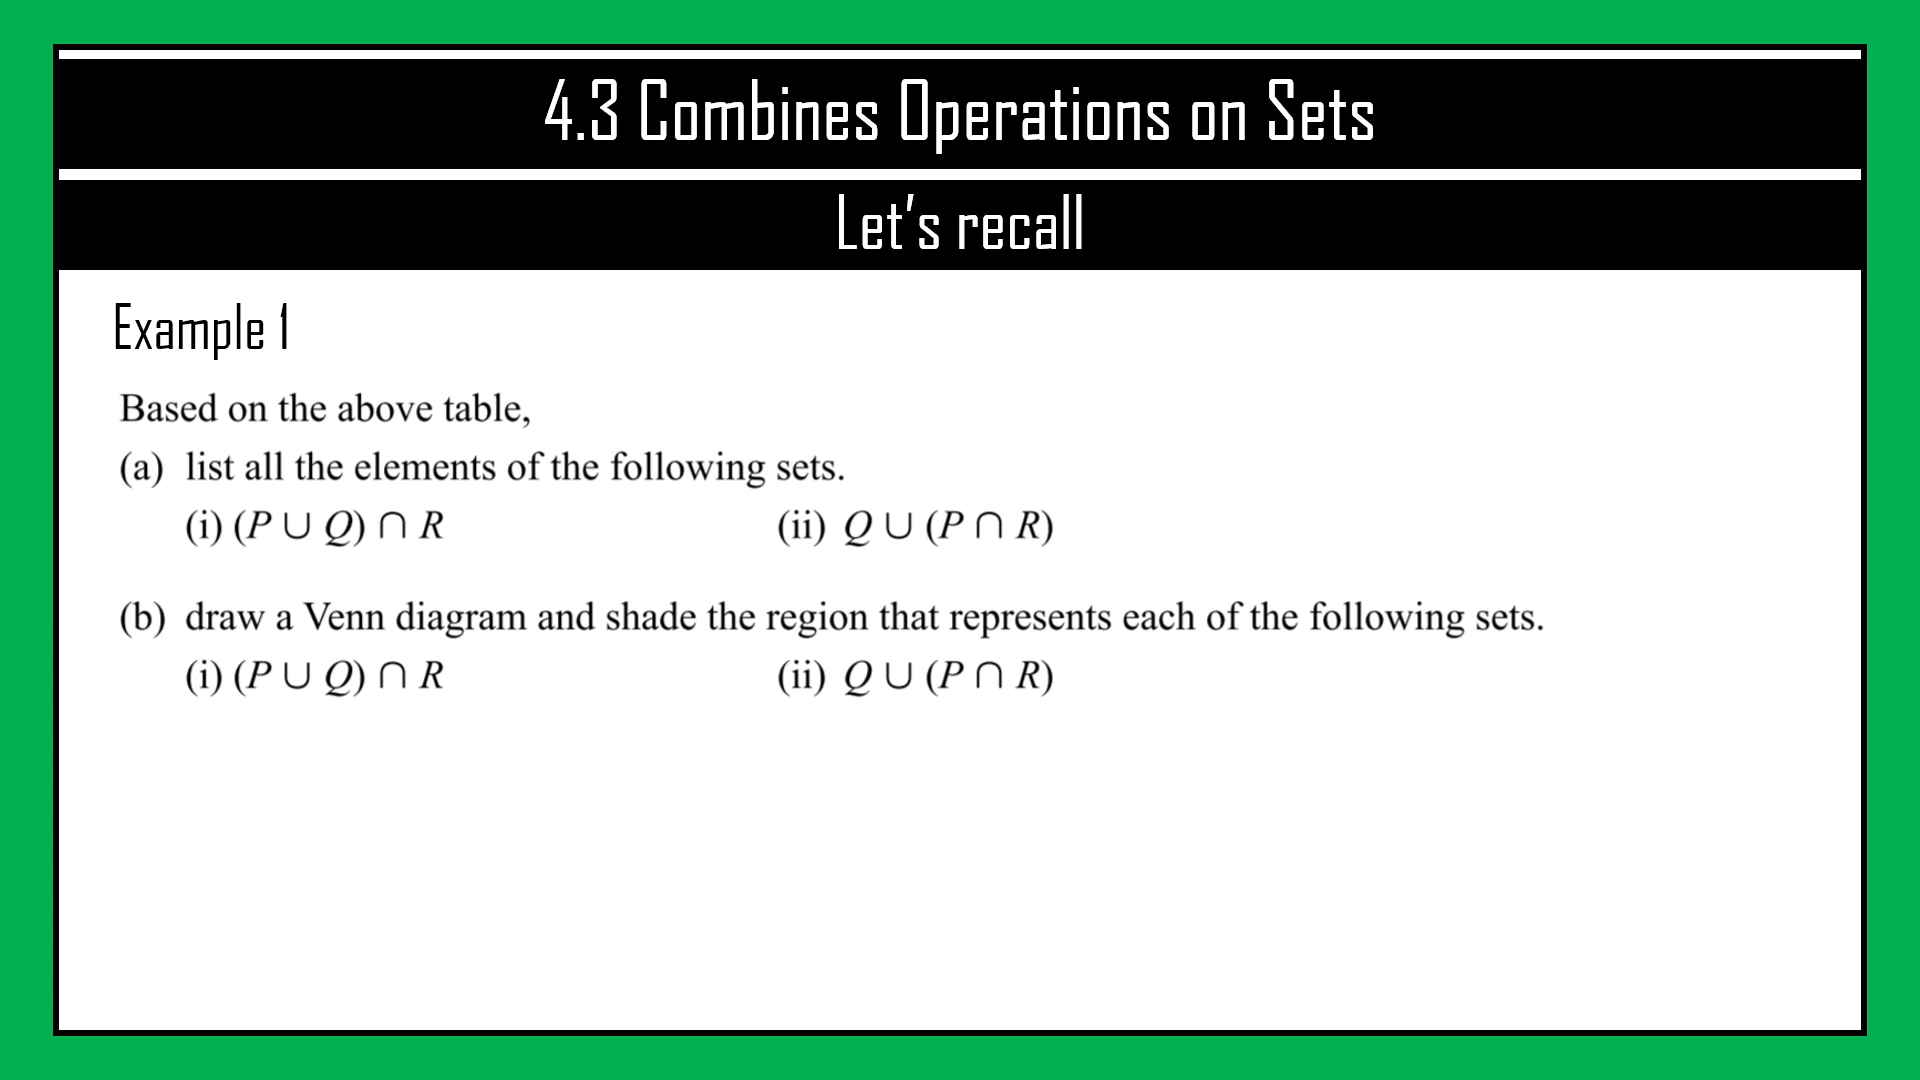 4.3 Combines Operations on Sets
Let's recall
Example 1
Based on the above table,
(a) list all the elements of the following sets.
(i) (P ∪ Q) ∩ R (ii) Q ∪ (P ∩ R)
(b) draw a Venn diagram and shade the region that represents each of the following sets.
(i) (P ∪ Q) ∩ R (ii) Q ∪ (P ∩ R)